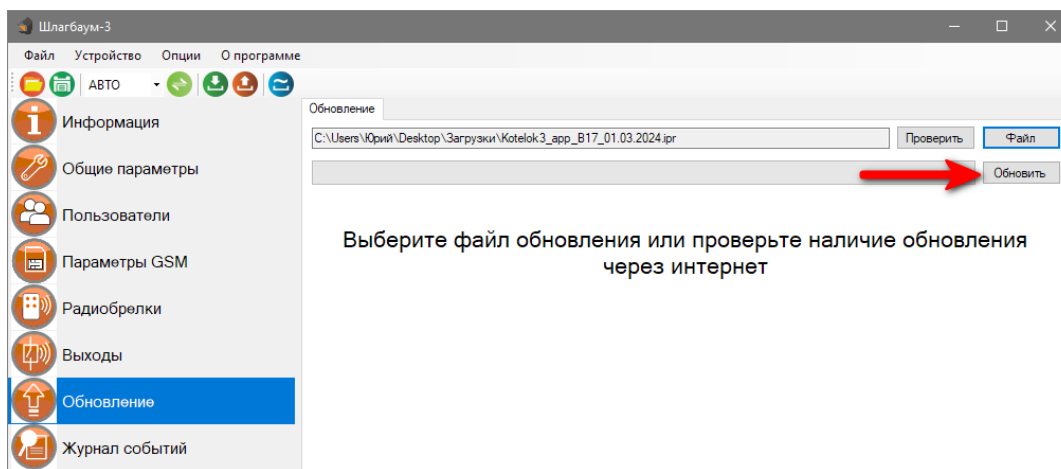 Шлагбаум-3
Файл Устройство Опции О программе
АВТО
Информация
Общие параметры
Пользователи
Параметры GSM
Радиобрелки
Выходы
Обновление
Журнал событий
Обновление
C:\Users\Юрий\Desktop\Загрузки\Kotelok3_app_B17_01.03.2024.ipr Проверить Файл
Обновить
Выберите файл обновления или проверьте наличие обновления
через интернет